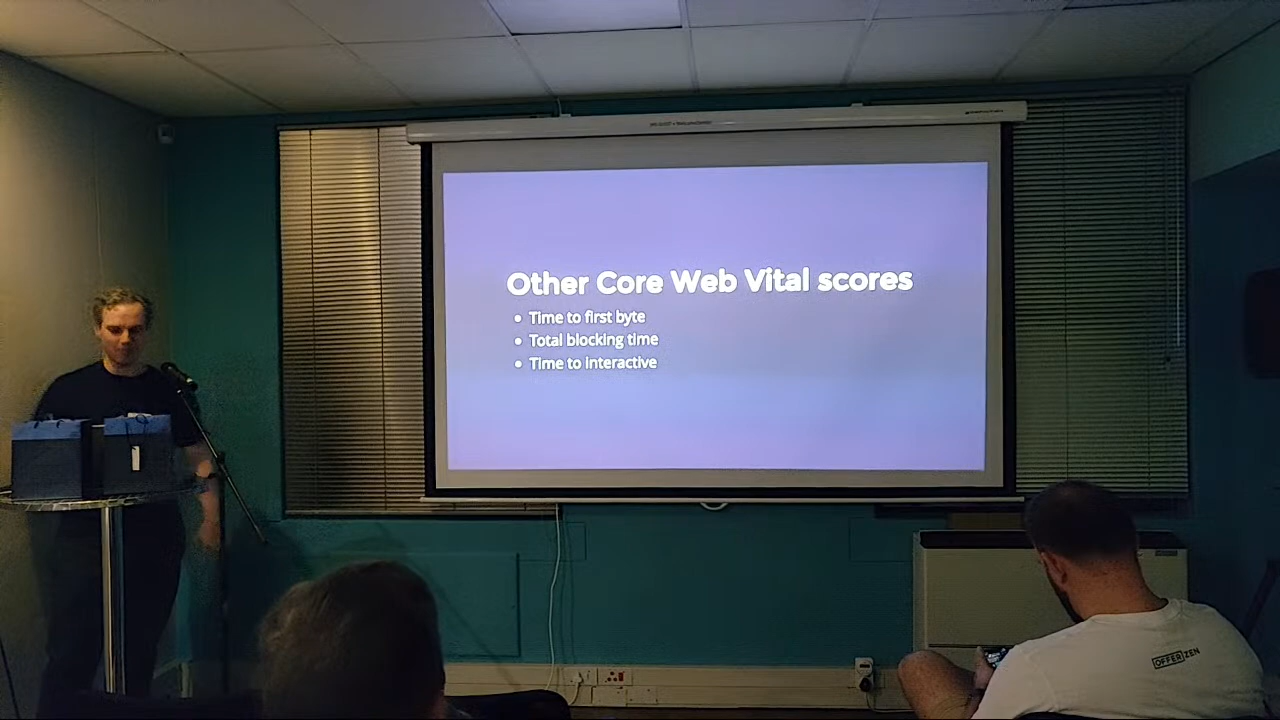 Other Core Web Vital scores
• Time to first byte
• Total blocking time
• Time to interactive
OFFERZEN